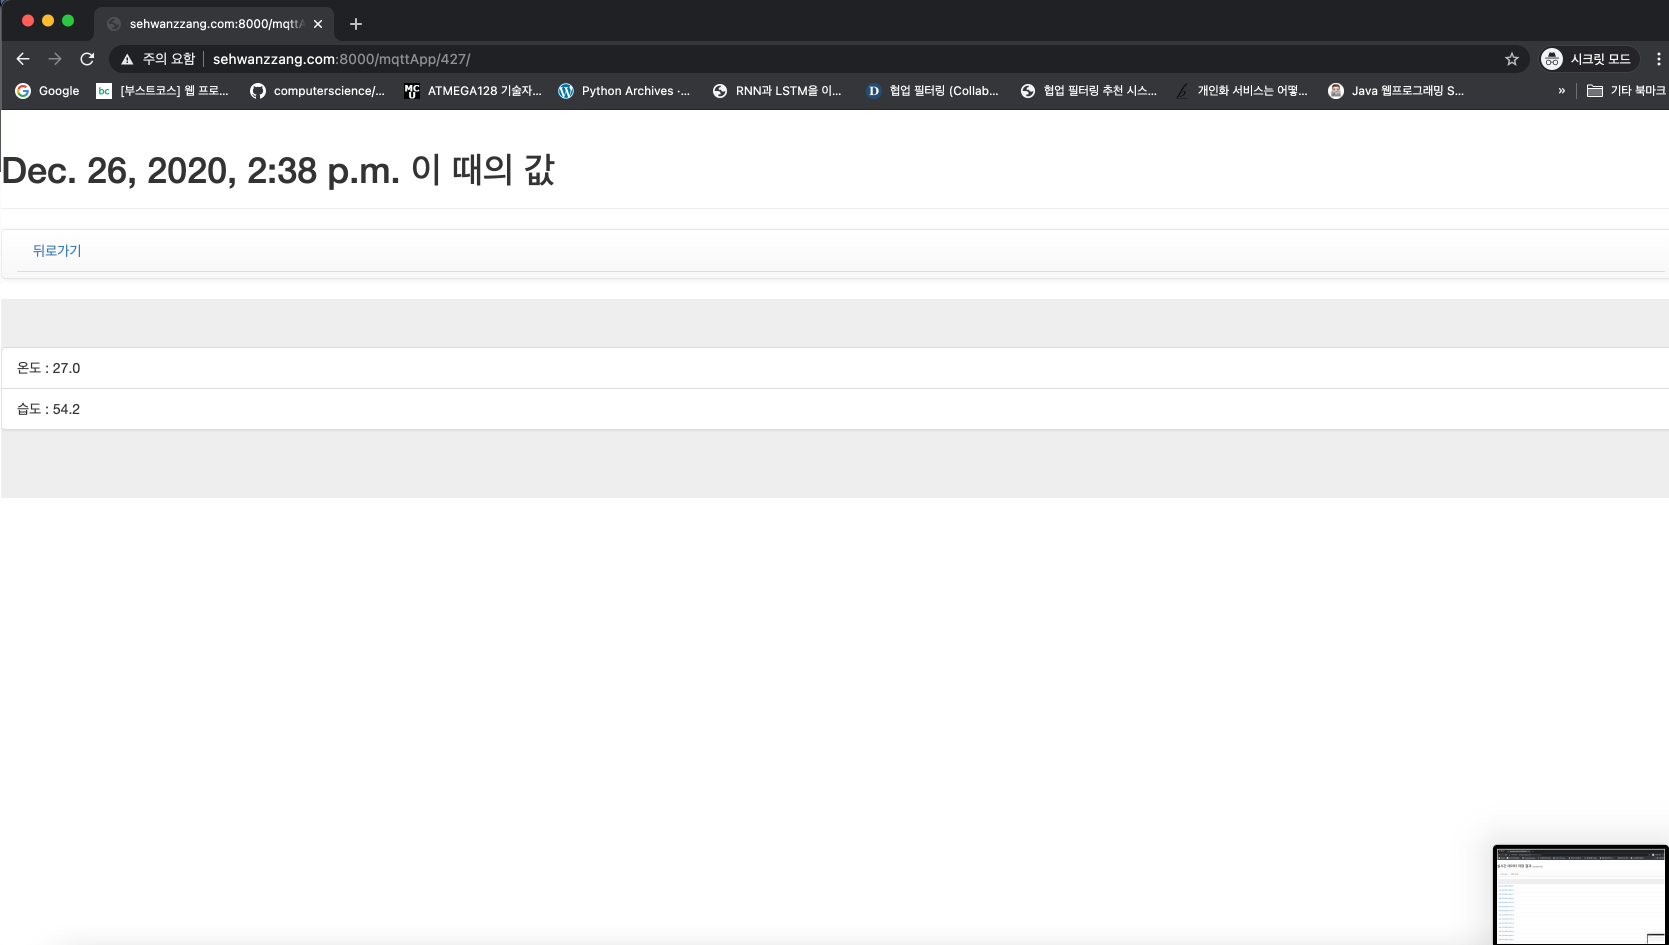 sehwanzzang.com:8000/mqttA
주의 요함 sehwanzzang.com:8000/mqttApp/427/ 시크릿 모드
Google [부스트코스] 웹 프로... computerscience/... ATMEGA128 기술자... Python Archives -... RNN과 LSTM을 이... 협업 필터링 (Collab... 협업 필터링 추천 시스... 개인화 서비스는 어떻... Java 웹프로그래밍 S... » 기타 북마크
Dec. 26, 2020, 2:38 p.m. 이 때의 값
뒤로가기
온도 : 27.0
습도 : 54.2